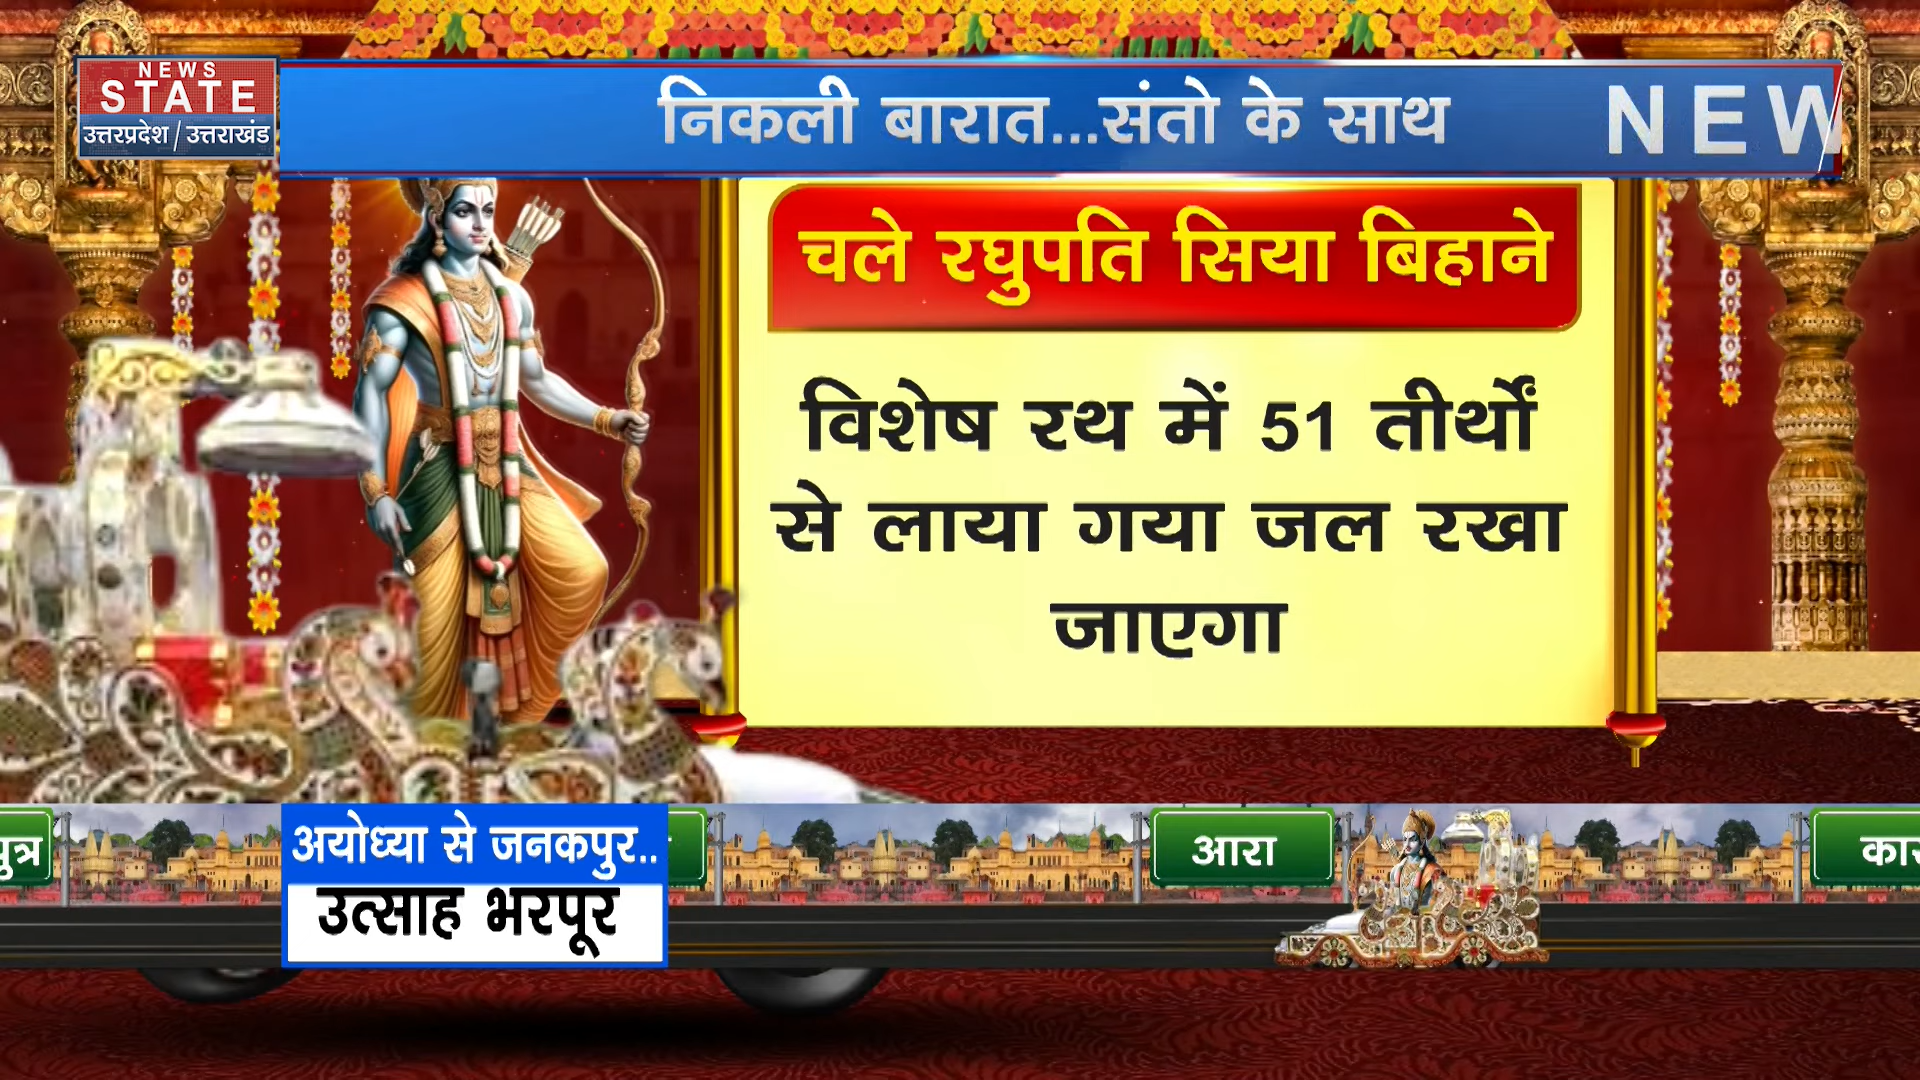 NEWS
STATE
उत्तरप्रदेश / उत्तराखंड
निकली बारात...संतो के साथ
चले रघुपति सिया बिहाने
विशेष रथ में 51 तीर्थों
से लाया गया जल रखा
जाएगा
अयोध्या से जनकपुर..
उत्साह भरपूर
आरा